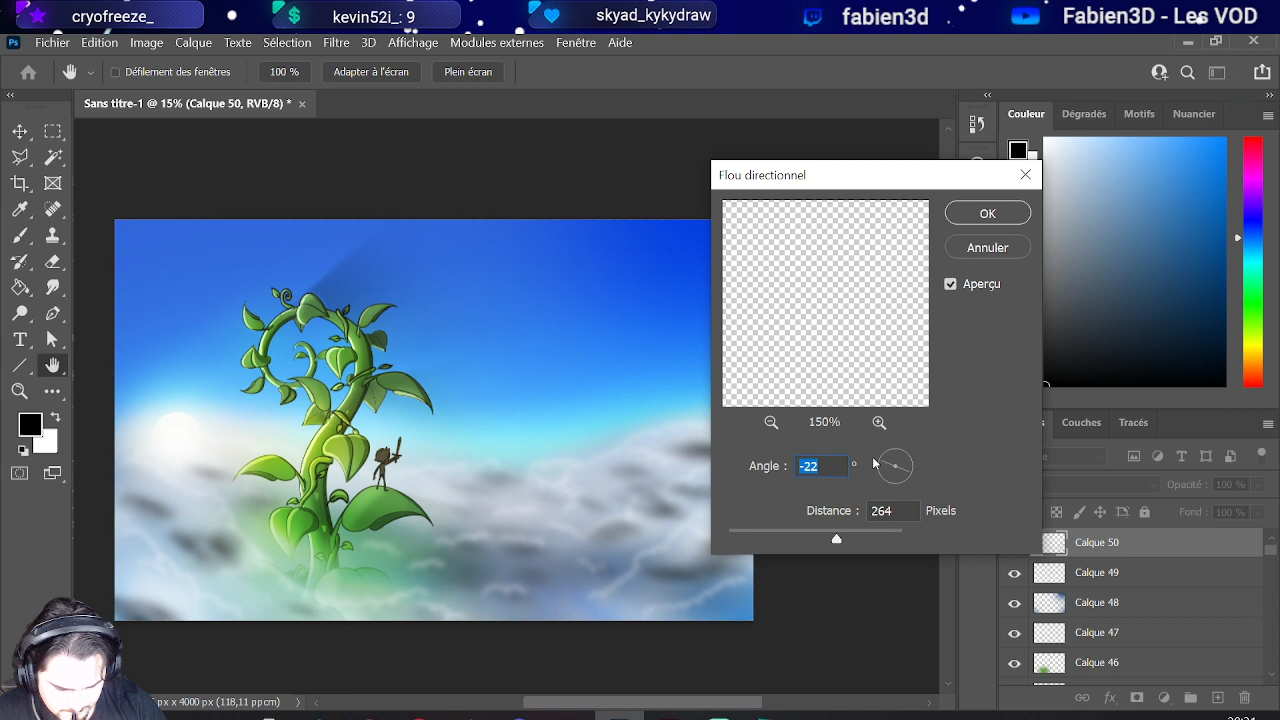 cryofreeze_
kevin52i_: 9
skyad_kykydraw
fabien3d
Fabien3D - Les VOD
Ps
Fichier Edition Image Calque Texte Sélection Filtre 3D Affichage Modules externes Fenêtre Aide
Défilement des fenêtres
100 %
Adapter à l'écran
Plein écran
Sans titre-1 @ 15% (Calque 50, RVB/8) *
Couleur Dégradés Motifs Nuancier
Flou directionnel
OK
Annuler
Aperçu
150%
Angle : -22 °
Distance : 264 Pixels
Couches Tracés
Opacité : 100 %
Fond : 100 %
Calque 50
Calque 49
Calque 48
Calque 47
Calque 46
px x 4000 px (118,11 ppcm)